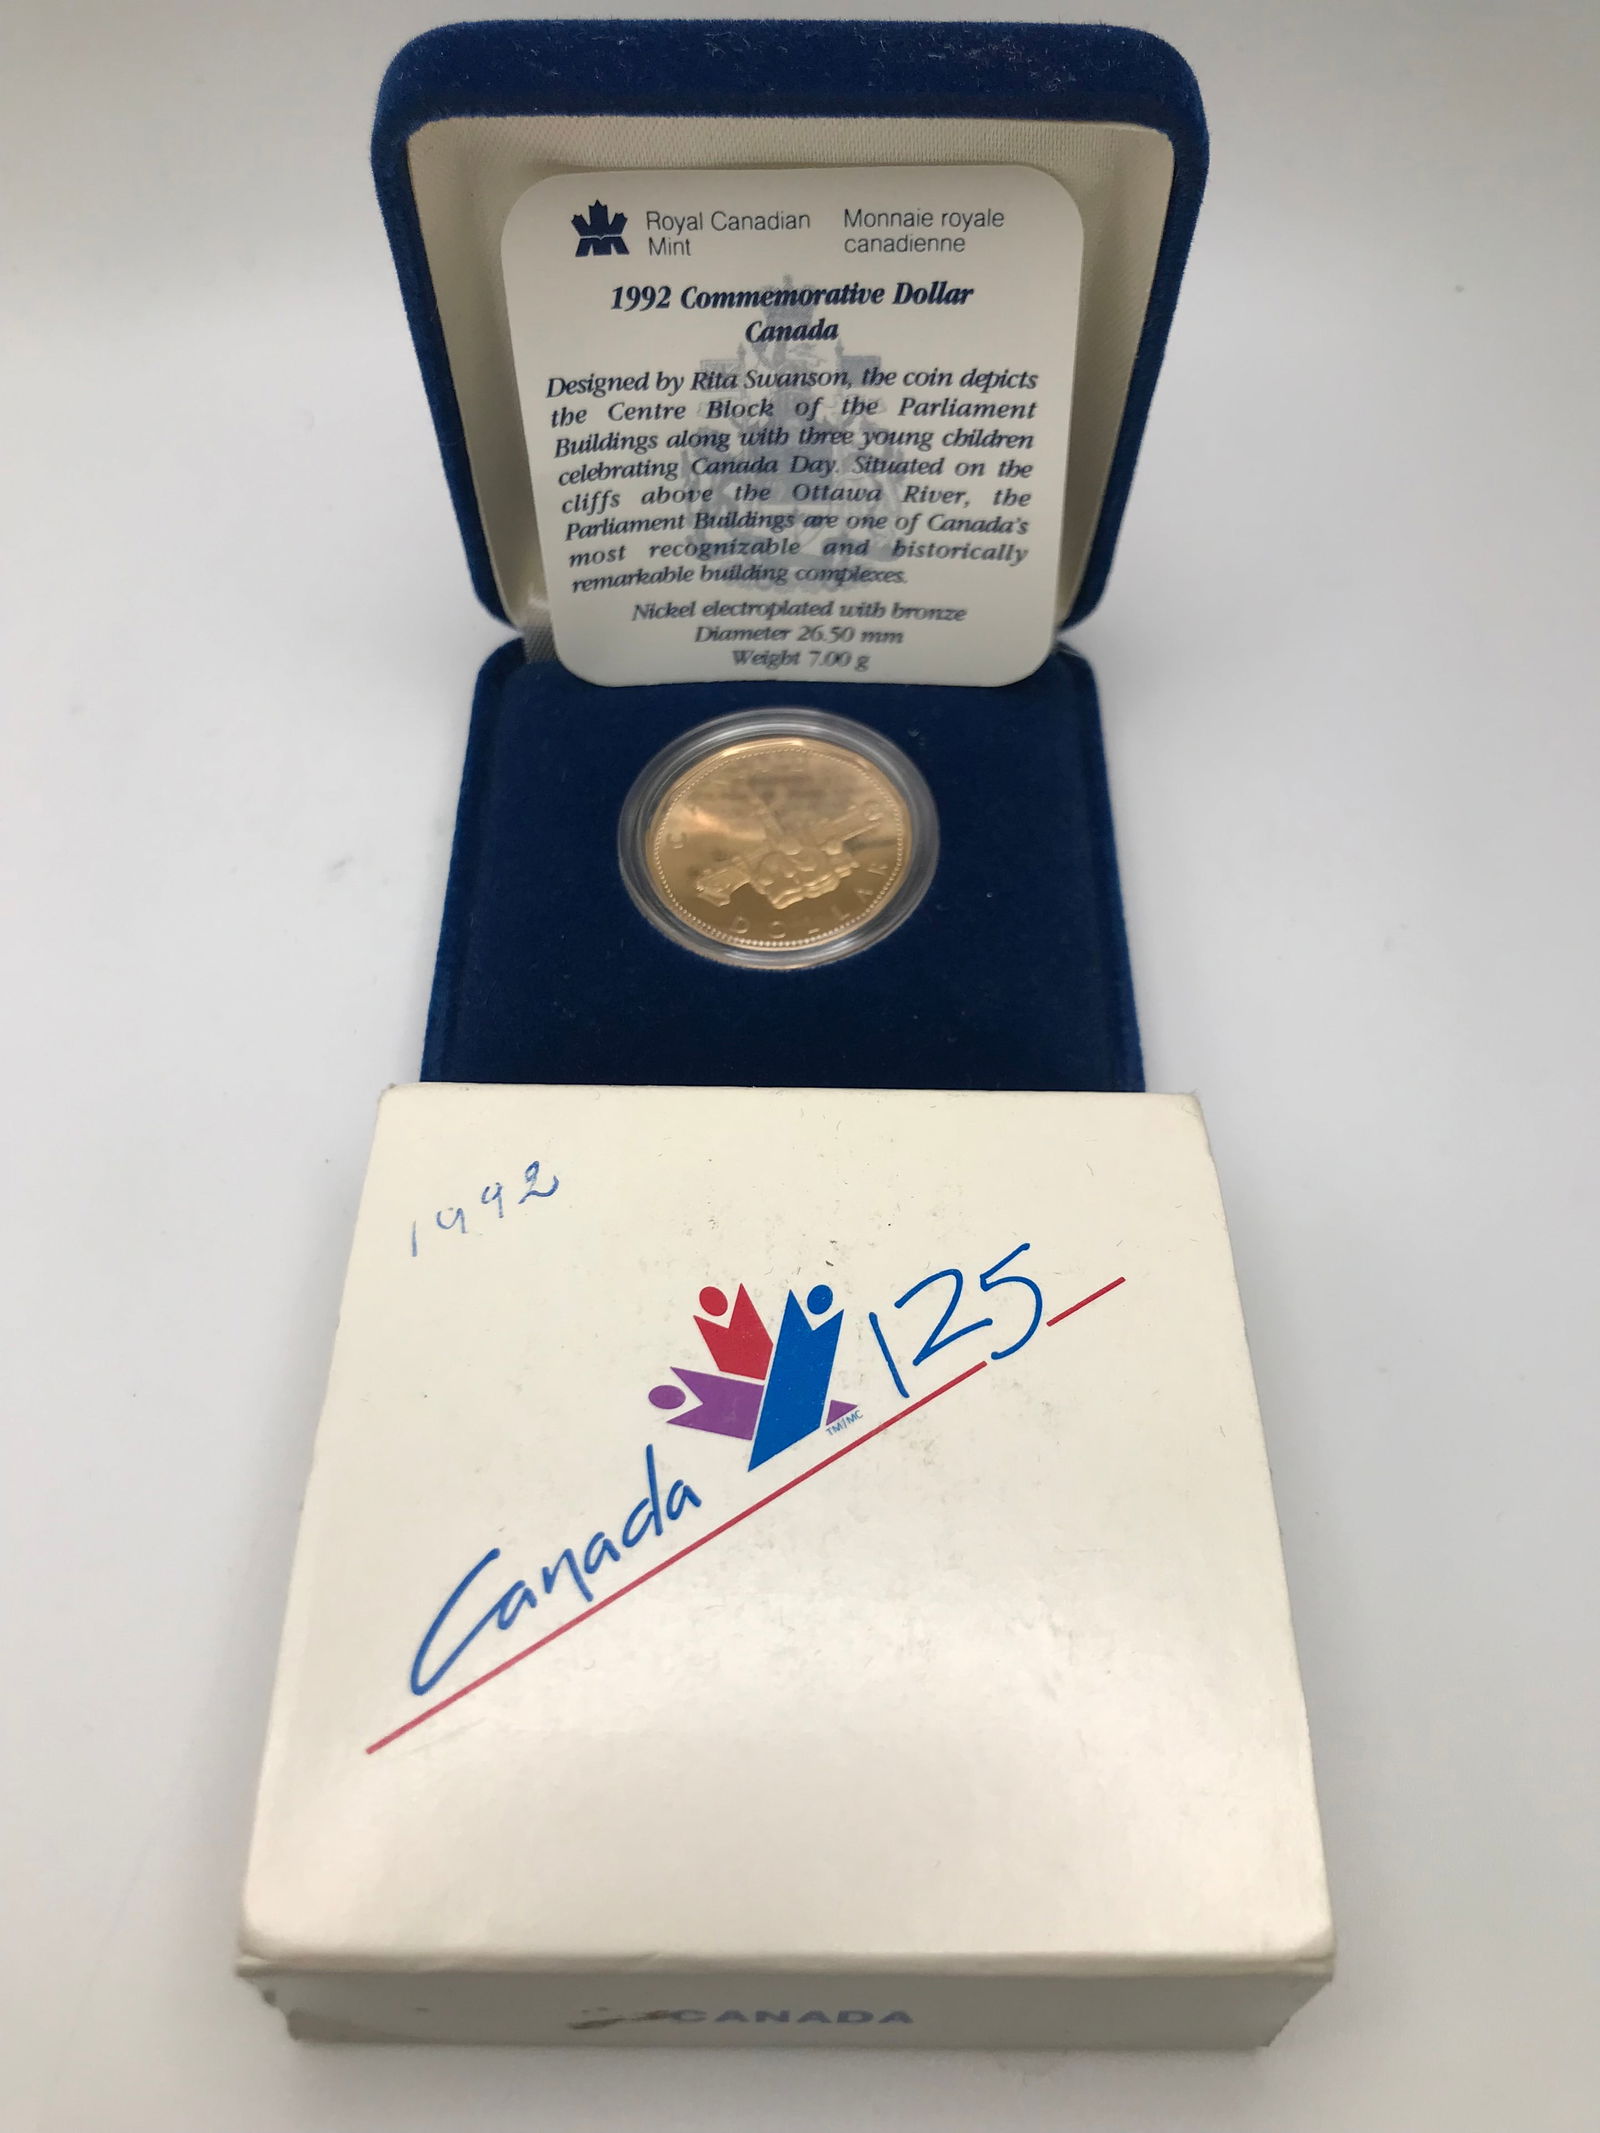 Royal Canadian Mint
Monnaie royale canadienne
1992 Commemorative Dollar
Canada
Designed by Rita Swanson, the coin depicts
the Centre Block of the Parliament
Buildings along with three young children
celebrating Canada Day. Situated on the
cliffs above the Ottawa River, the
Parliament Buildings are one of Canada's
most recognizable and historically
remarkable building complexes.
Nickel electroplated with bronze
Diameter 26.50 mm
Weight 7.00 g
DOLLAR
1992
Canada 125
TM/MC
CANADA